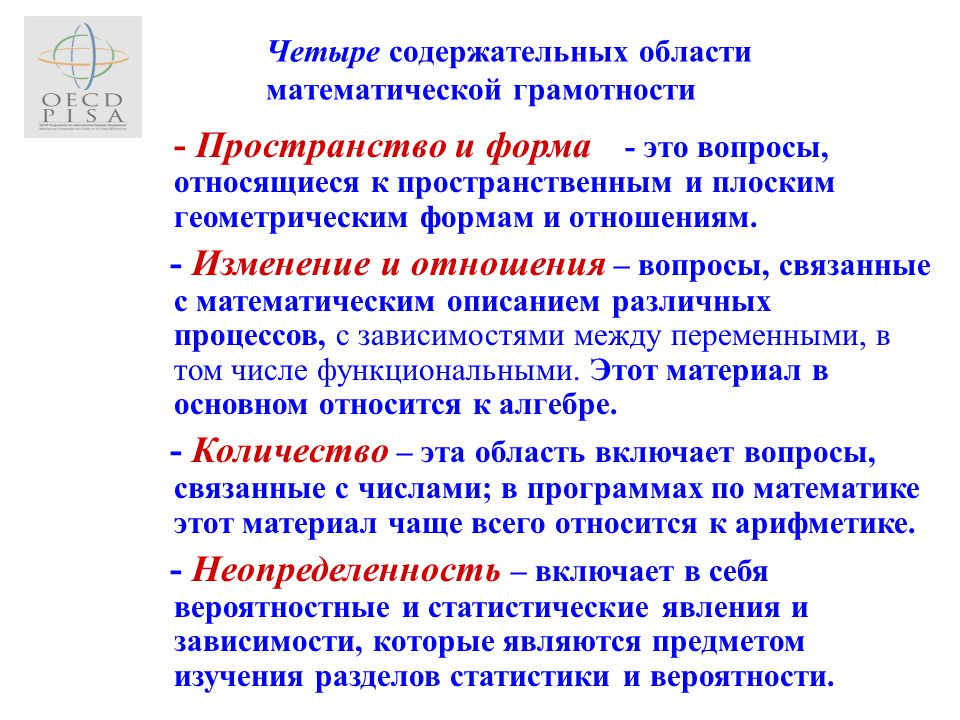 OECD
PISA
Четыре содержательных области
математической грамотности
- Пространство и форма - это вопросы,
относящиеся к пространственным и плоским
геометрическим формам и отношениям.
- Изменение и отношения – вопросы, связанные
с математическим описанием различных
процессов, с зависимостями между переменными, в
том числе функциональными. Этот материал в
основном относится к алгебре.
- Количество – эта область включает вопросы,
связанные с числами; в программах по математике
этот материал чаще всего относится к арифметике.
- Неопределенность – включает в себя
вероятностные и статистические явления и
зависимости, которые являются предметом
изучения разделов статистики и вероятности.